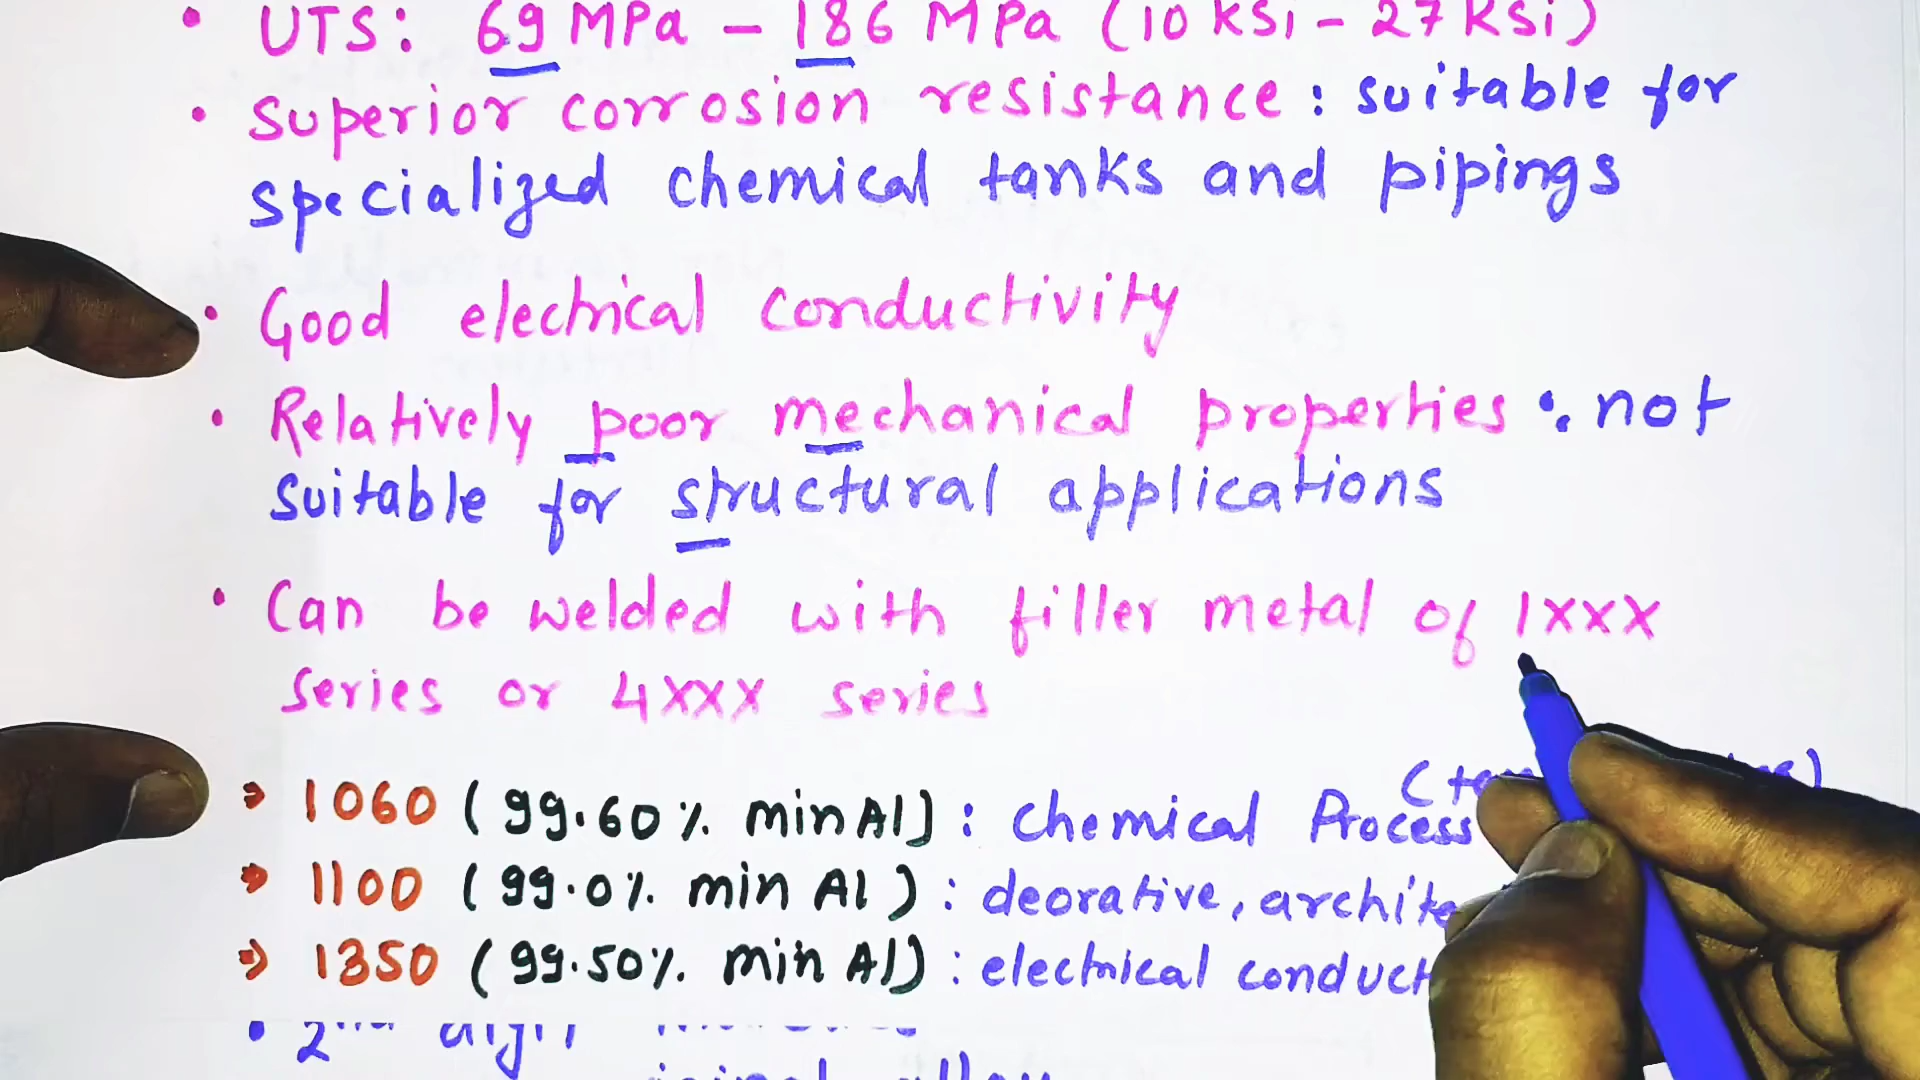 • UTS: 69 MPa – 186 MPa (10 ksi – 27 ksi)
• Superior corrosion resistance : suitable for
specialized chemical tanks and pipings
• Good electrical conductivity
• Relatively poor mechanical properties : not
suitable for structural applications
• Can be welded with filler metal of 1xxx
series or 4xxx series
⇒ 1060 (99.60% min Al) : chemical Process
⇒ 1100 (99.0% min Al) : deorative, archite
⇒ 1350 (99.50% min Al) : electrical conduct
• 2nd digit
alloy